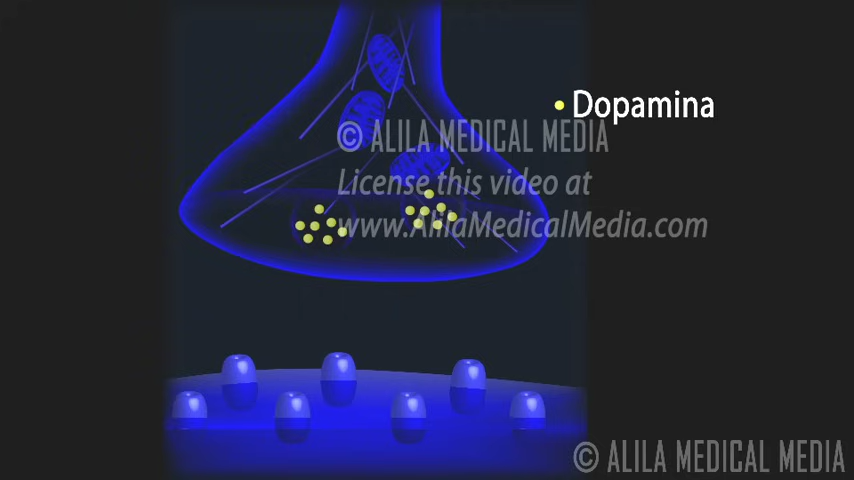 Dopamina
© ALILA MEDICAL MEDIA
License this video at
www.AlilaMedicalMedia.com
© ALILA MEDICAL MEDIA